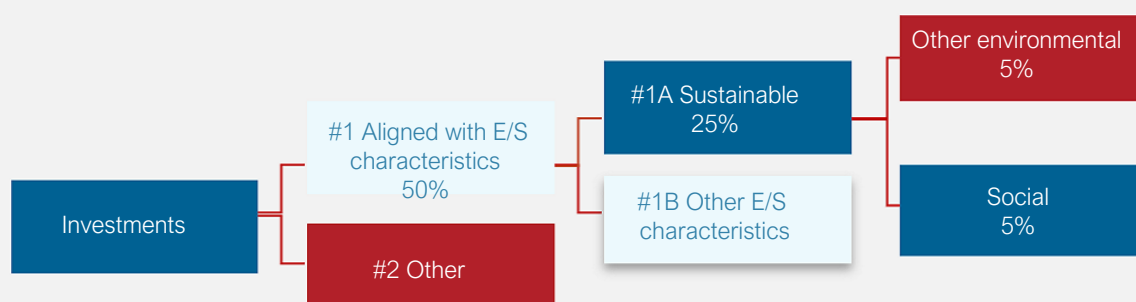 Investments
#1 Aligned with E/S
characteristics
50%
#2 Other
#1A Sustainable
25%
#1B Other E/S
characteristics
Other environmental
5%
Social
5%